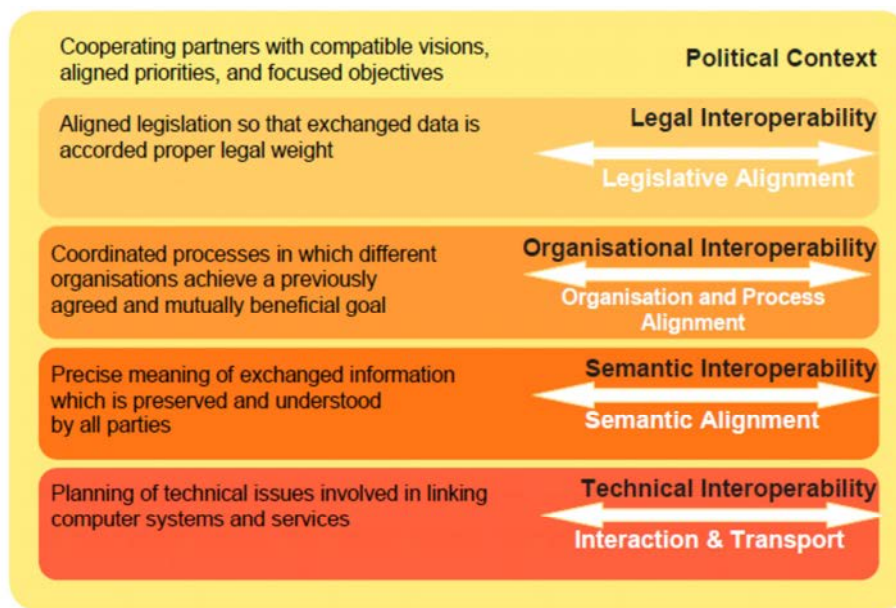 Cooperating partners with compatible visions,
aligned priorities, and focused objectives
Political Context
Aligned legislation so that exchanged data is
accorded proper legal weight
Legal Interoperability
Legislative Alignment
Coordinated processes in which different
organisations achieve a previously
agreed and mutually beneficial goal
Organisational Interoperability
Organisation and Process
Alignment
Precise meaning of exchanged information
which is preserved and understood
by all parties
Semantic Interoperability
Semantic Alignment
Planning of technical issues involved in linking
computer systems and services
Technical Interoperability
Interaction & Transport